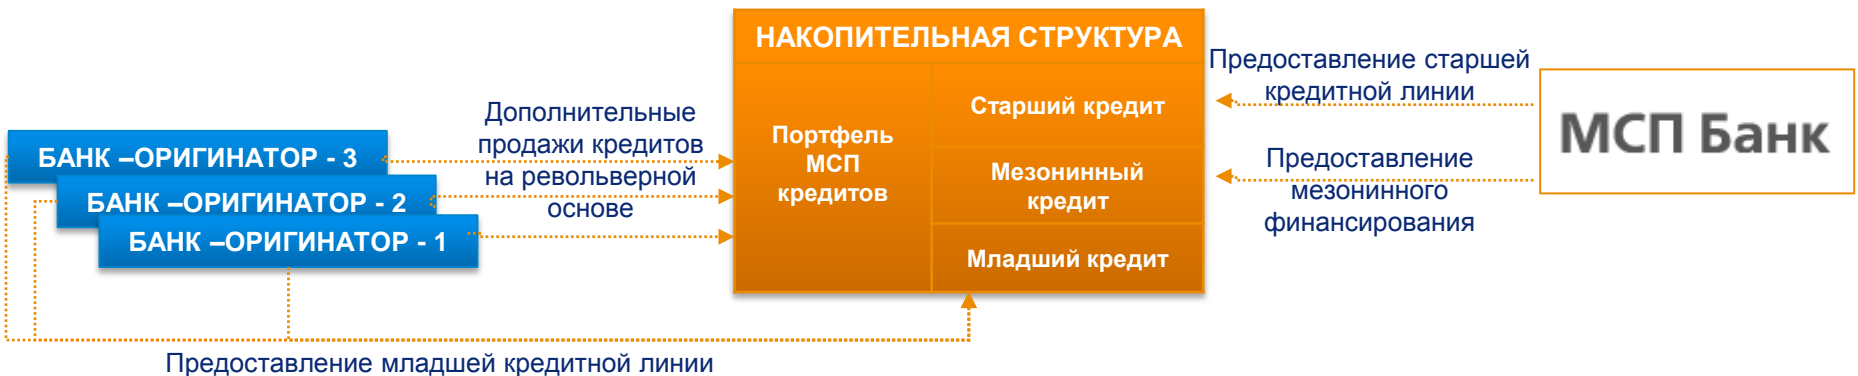 НАКОПИТЕЛЬНАЯ СТРУКТУРА
Портфель
МСП
кредитов
Старший кредит
Мезонинный
кредит
Младший кредит
БАНК –ОРИГИНАТОР - 3
БАНК –ОРИГИНАТОР - 2
БАНК –ОРИГИНАТОР - 1
Дополнительные
продажи кредитов
на револьверной
основе
Предоставление старшей
кредитной линии
Предоставление
мезонинного
финансирования
МСП Банк
Предоставление младшей кредитной линии